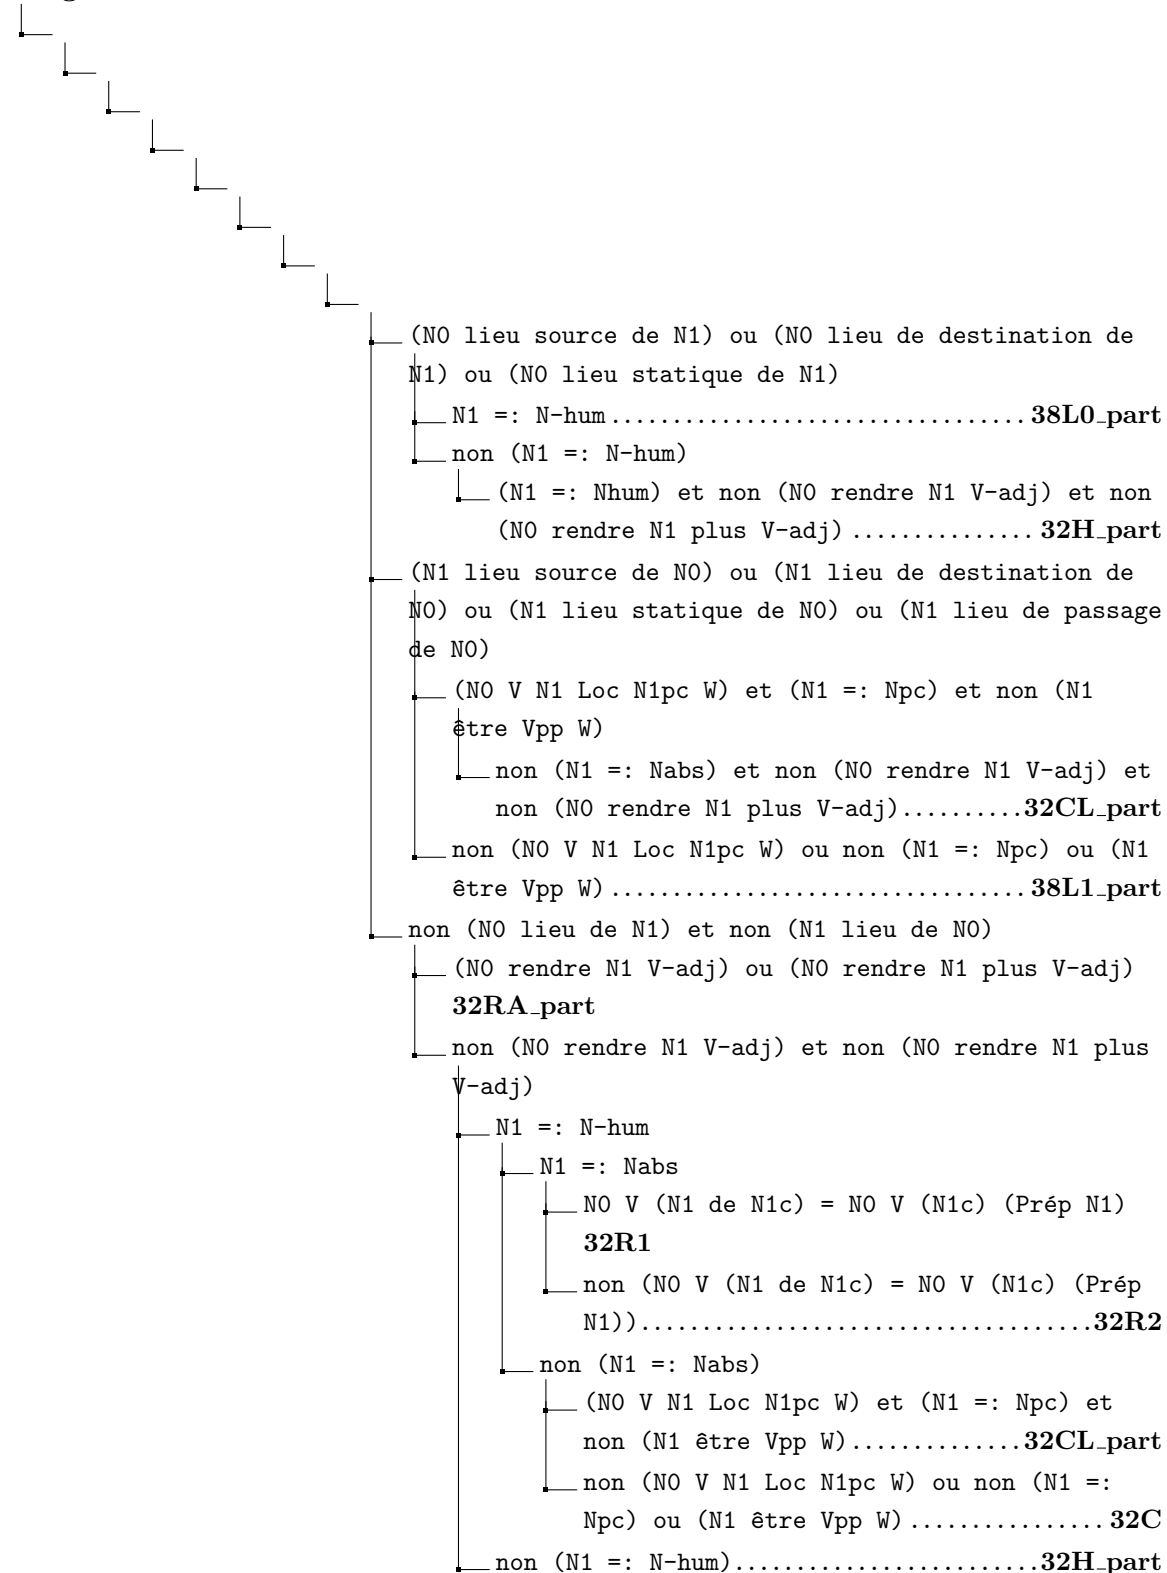 (N0 lieu source de N1) ou (N0 lieu de destination de
N1) ou (N0 lieu statique de N1)
N1 =: N-hum ................................. 38L0_part
non (N1 =: N-hum)
(N1 =: Nhum) et non (N0 rendre N1 V-adj) et non
(N0 rendre N1 plus V-adj) ............... 32H_part
(N1 lieu source de N0) ou (N1 lieu de destination de
N0) ou (N1 lieu statique de N0) ou (N1 lieu de passage
de N0)
(N0 V N1 Loc N1pc W) et (N1 =: Npc) et non (N1
être Vpp W)
non (N1 =: Nabs) et non (N0 rendre N1 V-adj) et
non (N0 rendre N1 plus V-adj)..........32CL_part
non (N0 V N1 Loc N1pc W) ou non (N1 =: Npc) ou (N1
être Vpp W) ................................. 38L1_part
non (N0 lieu de N1) et non (N1 lieu de N0)
(N0 rendre N1 V-adj) ou (N0 rendre N1 plus V-adj)
32RA_part
non (N0 rendre N1 V-adj) et non (N0 rendre N1 plus
V-adj)
N1 =: N-hum
N1 =: Nabs
N0 V (N1 de N1c) = N0 V (N1c) (Prép N1)
32R1
non (N0 V (N1 de N1c) = N0 V (N1c) (Prép
N1))....................................32R2
non (N1 =: Nabs)
(N0 V N1 Loc N1pc W) et (N1 =: Npc) et
non (N1 être Vpp W)..............32CL_part
non (N0 V N1 Loc N1pc W) ou non (N1 =:
Npc) ou (N1 être Vpp W) ................ 32C
non (N1 =: N-hum).........................32H_part